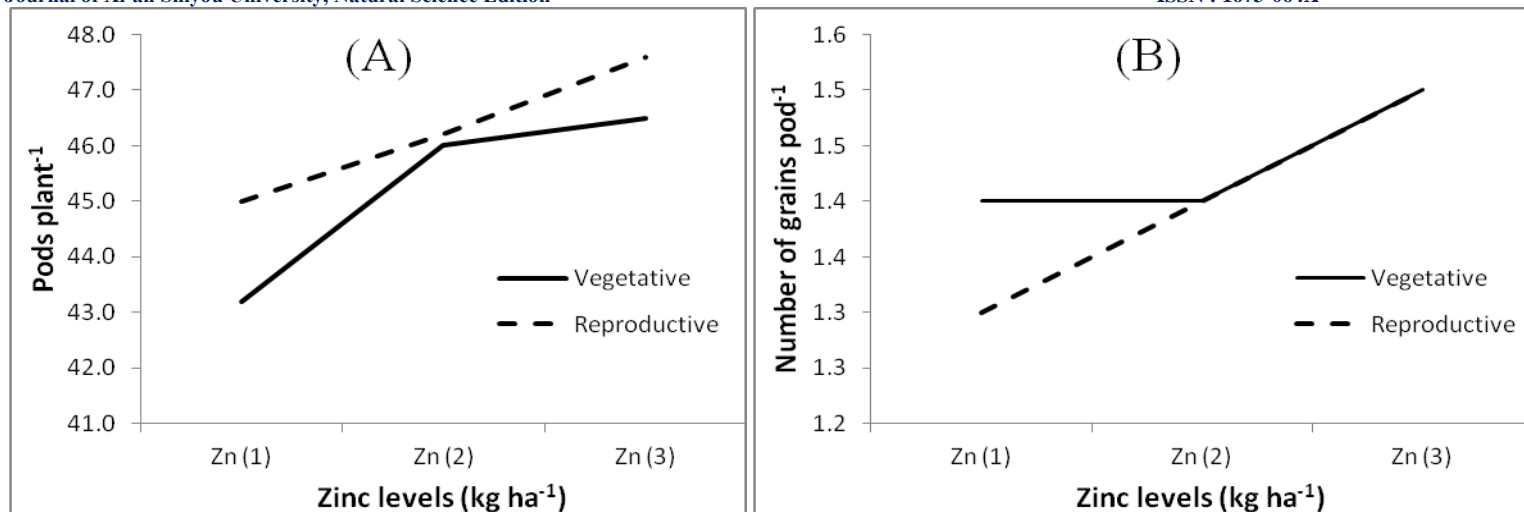 (A)
48.0
47.0
46.0
45.0
44.0
43.0
42.0
41.0
Pods plant-1
Vegetative
Reproductive
Zn (1) Zn (2) Zn (3)
Zinc levels (kg ha-1)
(B)
1.6
1.5
1.5
1.4
1.4
1.3
1.3
1.2
Number of grains pod-1
Vegetative
Reproductive
Zn (1) Zn (2) Zn (3)
Zinc levels (kg ha-1)